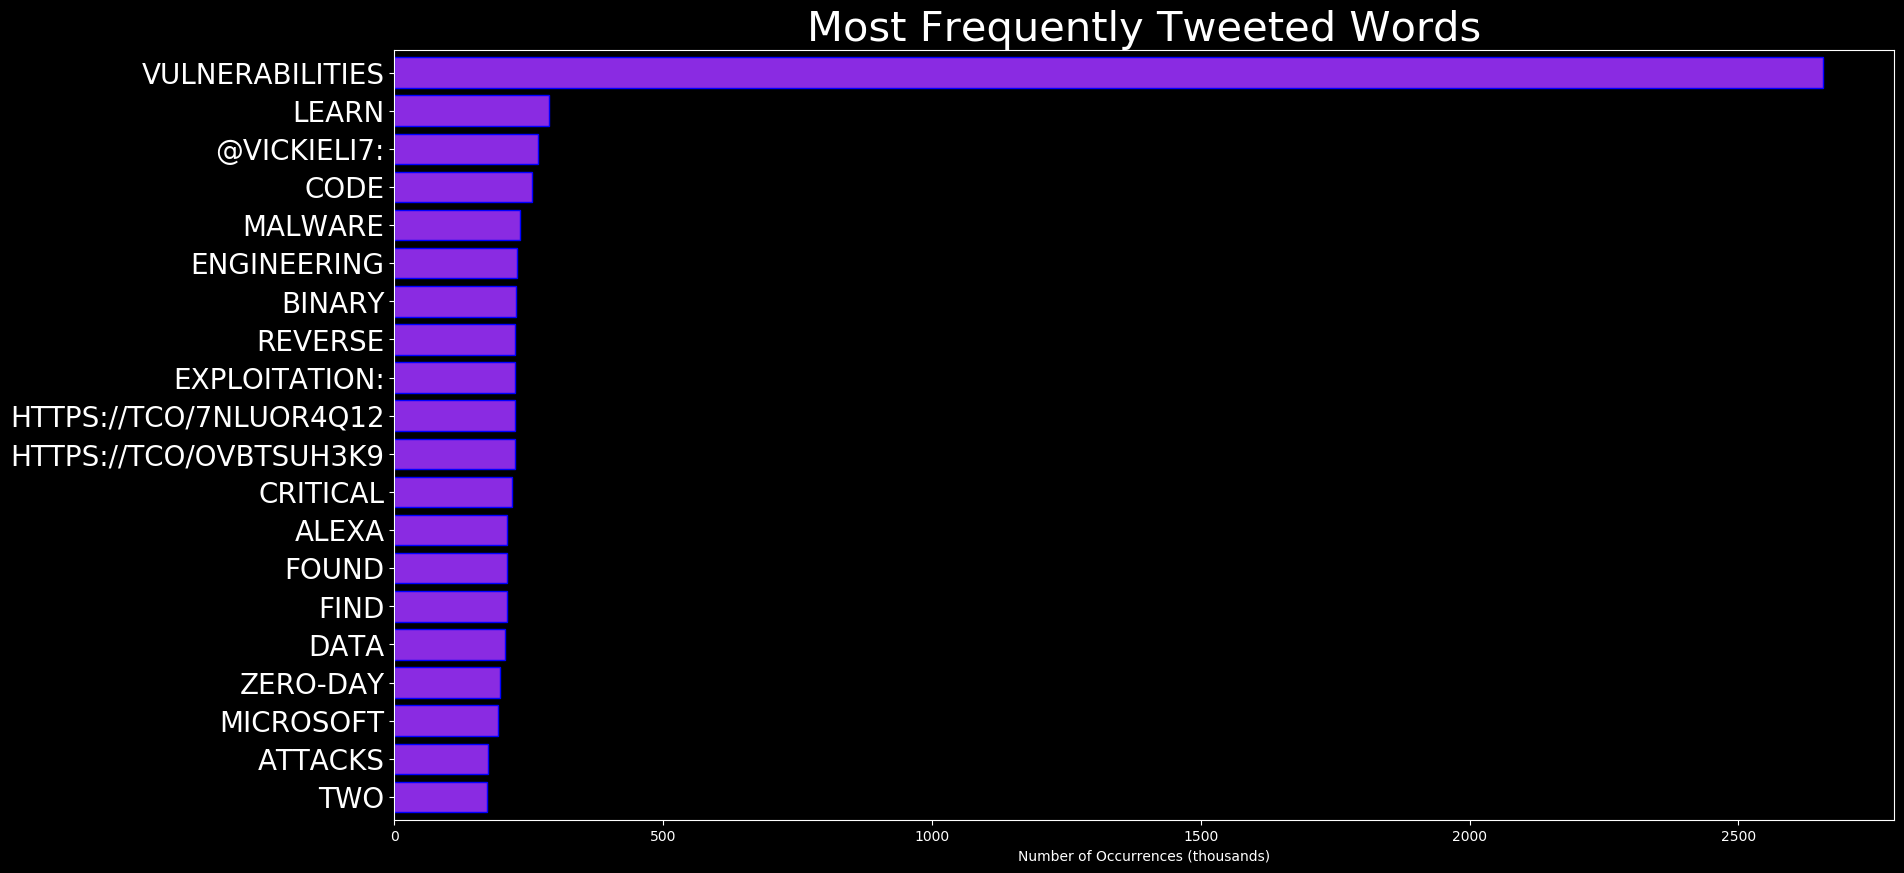 Most Frequently Tweeted Words
VULNERABILITIES
LEARN
@VICKIELI7:
CODE
MALWARE
ENGINEERING
BINARY
REVERSE
EXPLOITATION:
HTTPS://TCO/7NLUOR4Q12
HTTPS://TCO/OVBTSUH3K9
CRITICAL
ALEXA
FOUND
FIND
DATA
ZERO-DAY
MICROSOFT
ATTACKS
TWO
0 500 1000 1500 2000 2500
Number of Occurrences (thousands)